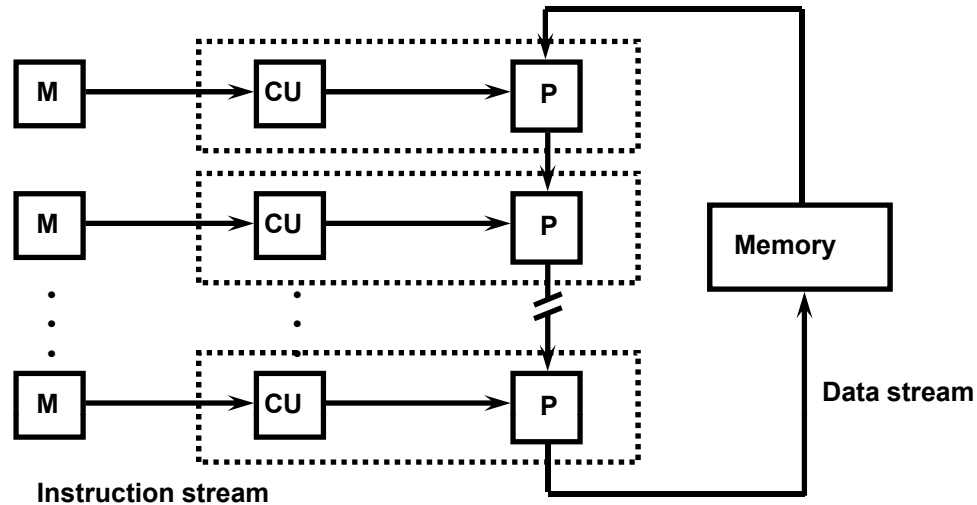 M
CU
P
M
CU
P
Memory
M
CU
P
Data stream
Instruction stream